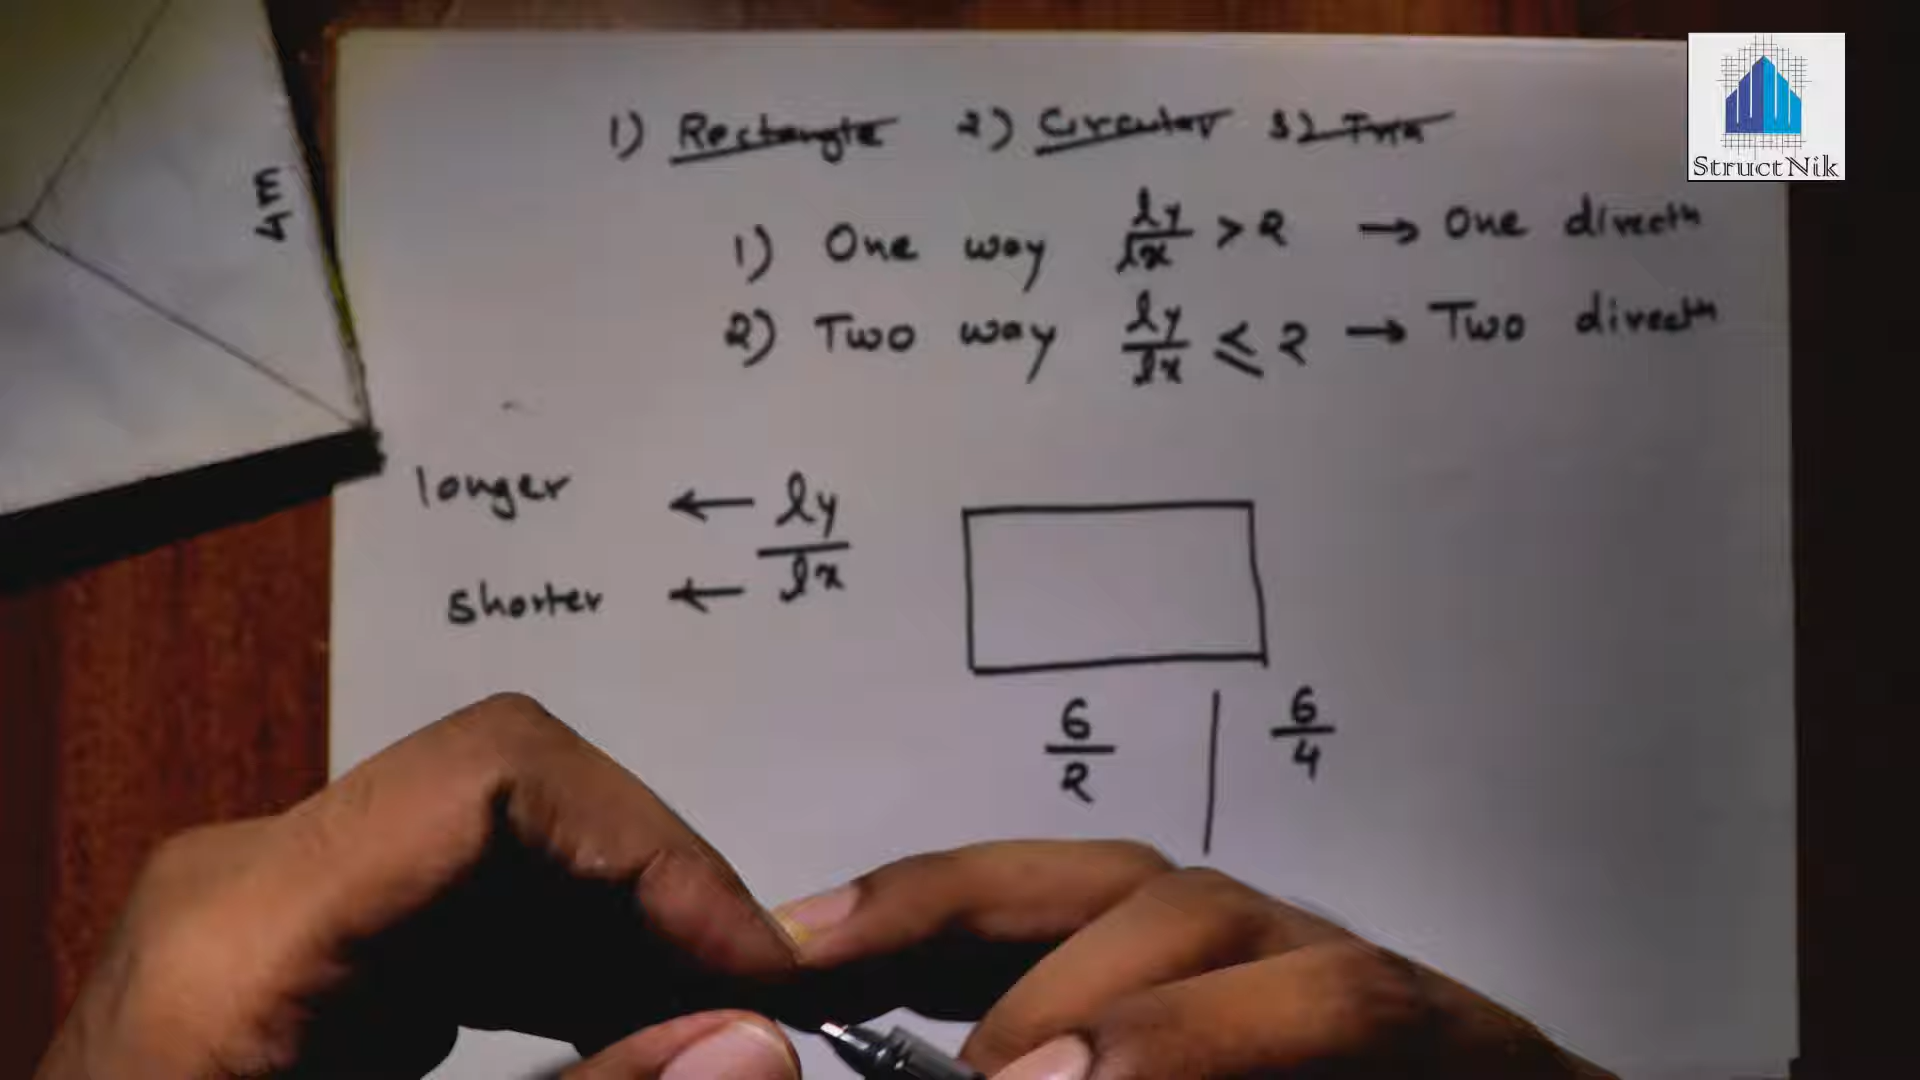 StructNik
1) Rectangle 2) Circular 3)
1) One way ly/lx > 2 → One directn
2) Two way ly/lx ≤ 2 → Two directn
4m
longer ← ly
shorter ← lx
6/2 | 6/4